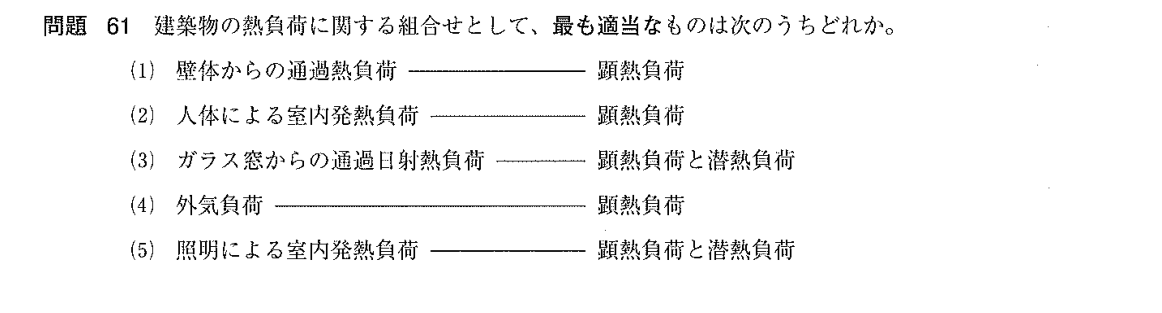 問題 61 建築物の熱負荷に関する組合せとして、最も適当なものは次のうちどれか。
(1) 壁体からの通過熱負荷 ―――――― 顕熱負荷
(2) 人体による室内発熱負荷 ――――― 顕熱負荷
(3) ガラス窓からの通過日射熱負荷 ――― 顕熱負荷と潜熱負荷
(4) 外気負荷 ――――――――――― 顕熱負荷
(5) 照明による室内発熱負荷 ――――― 顕熱負荷と潜熱負荷